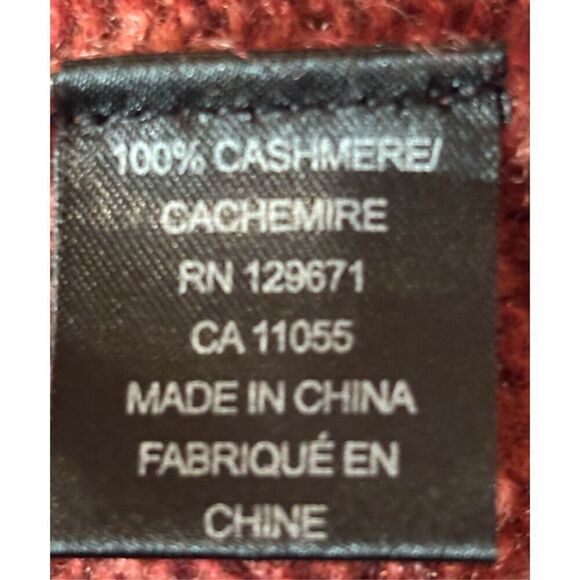 100% CASHMERE/
CACHEMIRE
RN 129671
CA 11055
MADE IN CHINA
FABRIQUÉ EN
CHINE